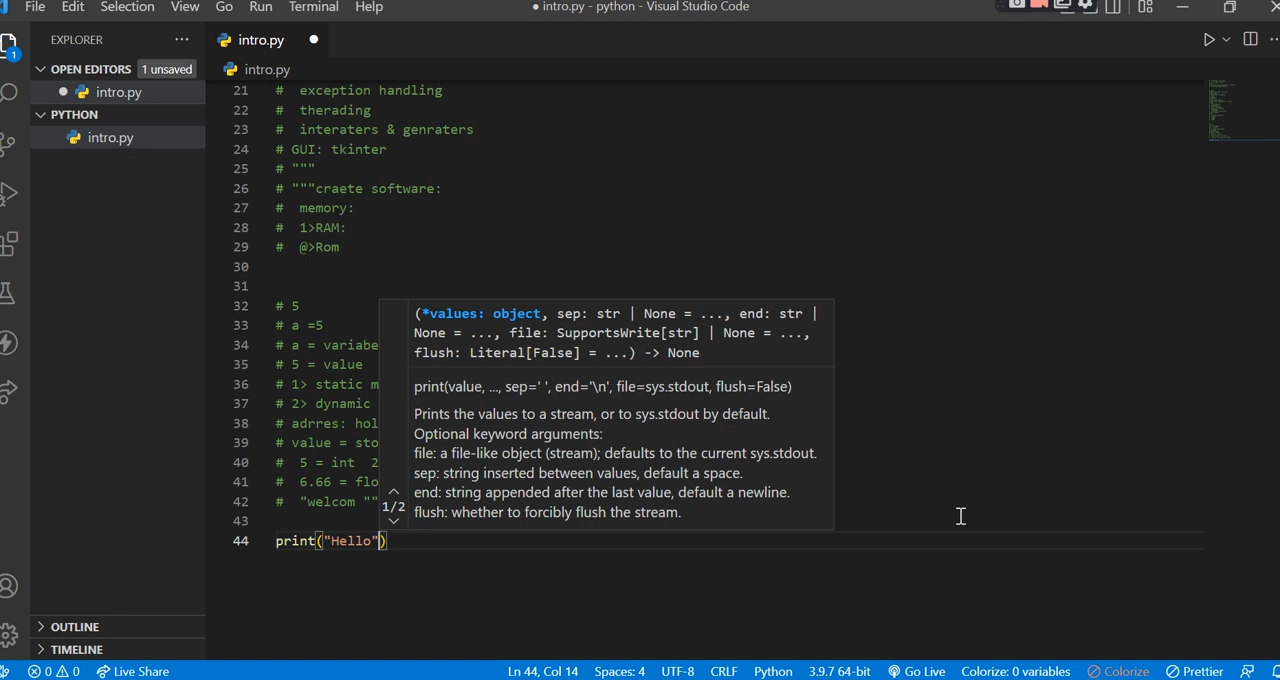 File Edit Selection View Go Run Terminal Help
● intro.py - python - Visual Studio Code
EXPLORER
1
OPEN EDITORS 1 unsaved
intro.py
PYTHON
intro.py
OUTLINE
TIMELINE
intro.py
intro.py
21 # exception handling
22 # therading
23 # interaters & genraters
24 # GUI: tkinter
25 # """
26 # """craete software:
27 # memory:
28 # 1>RAM:
29 # @>Rom
30
31
32 # 5
33 # a =5
34 # a = variabe
35 # 5 = value
36 # 1> static m
37 # 2> dynamic
38 # adrres: hol
39 # value = sto
40 # 5 = int 2
41 # 6.66 = flo
42 # "welcom ""
43
44 print("Hello")
(*values: object, sep: str | None = ..., end: str |
None = ..., file: SupportsWrite[str] | None = ...,
flush: Literal[False] = ...) -> None
print(value, ..., sep=' ', end='\n', file=sys.stdout, flush=False)
Prints the values to a stream, or to sys.stdout by default.
Optional keyword arguments:
file: a file-like object (stream); defaults to the current sys.stdout.
sep: string inserted between values, default a space.
end: string appended after the last value, default a newline.
flush: whether to forcibly flush the stream.
1/2
0 0 Live Share Ln 44, Col 14 Spaces: 4 UTF-8 CRLF Python 3.9.7 64-bit Go Live Colorize: 0 variables Colorize Prettier